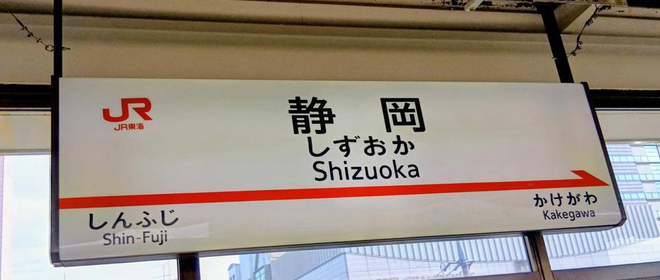 JR
JR東海
静岡
しずおか
Shizuoka
しんふじ
Shin-Fuji
かけがわ
Kakegawa